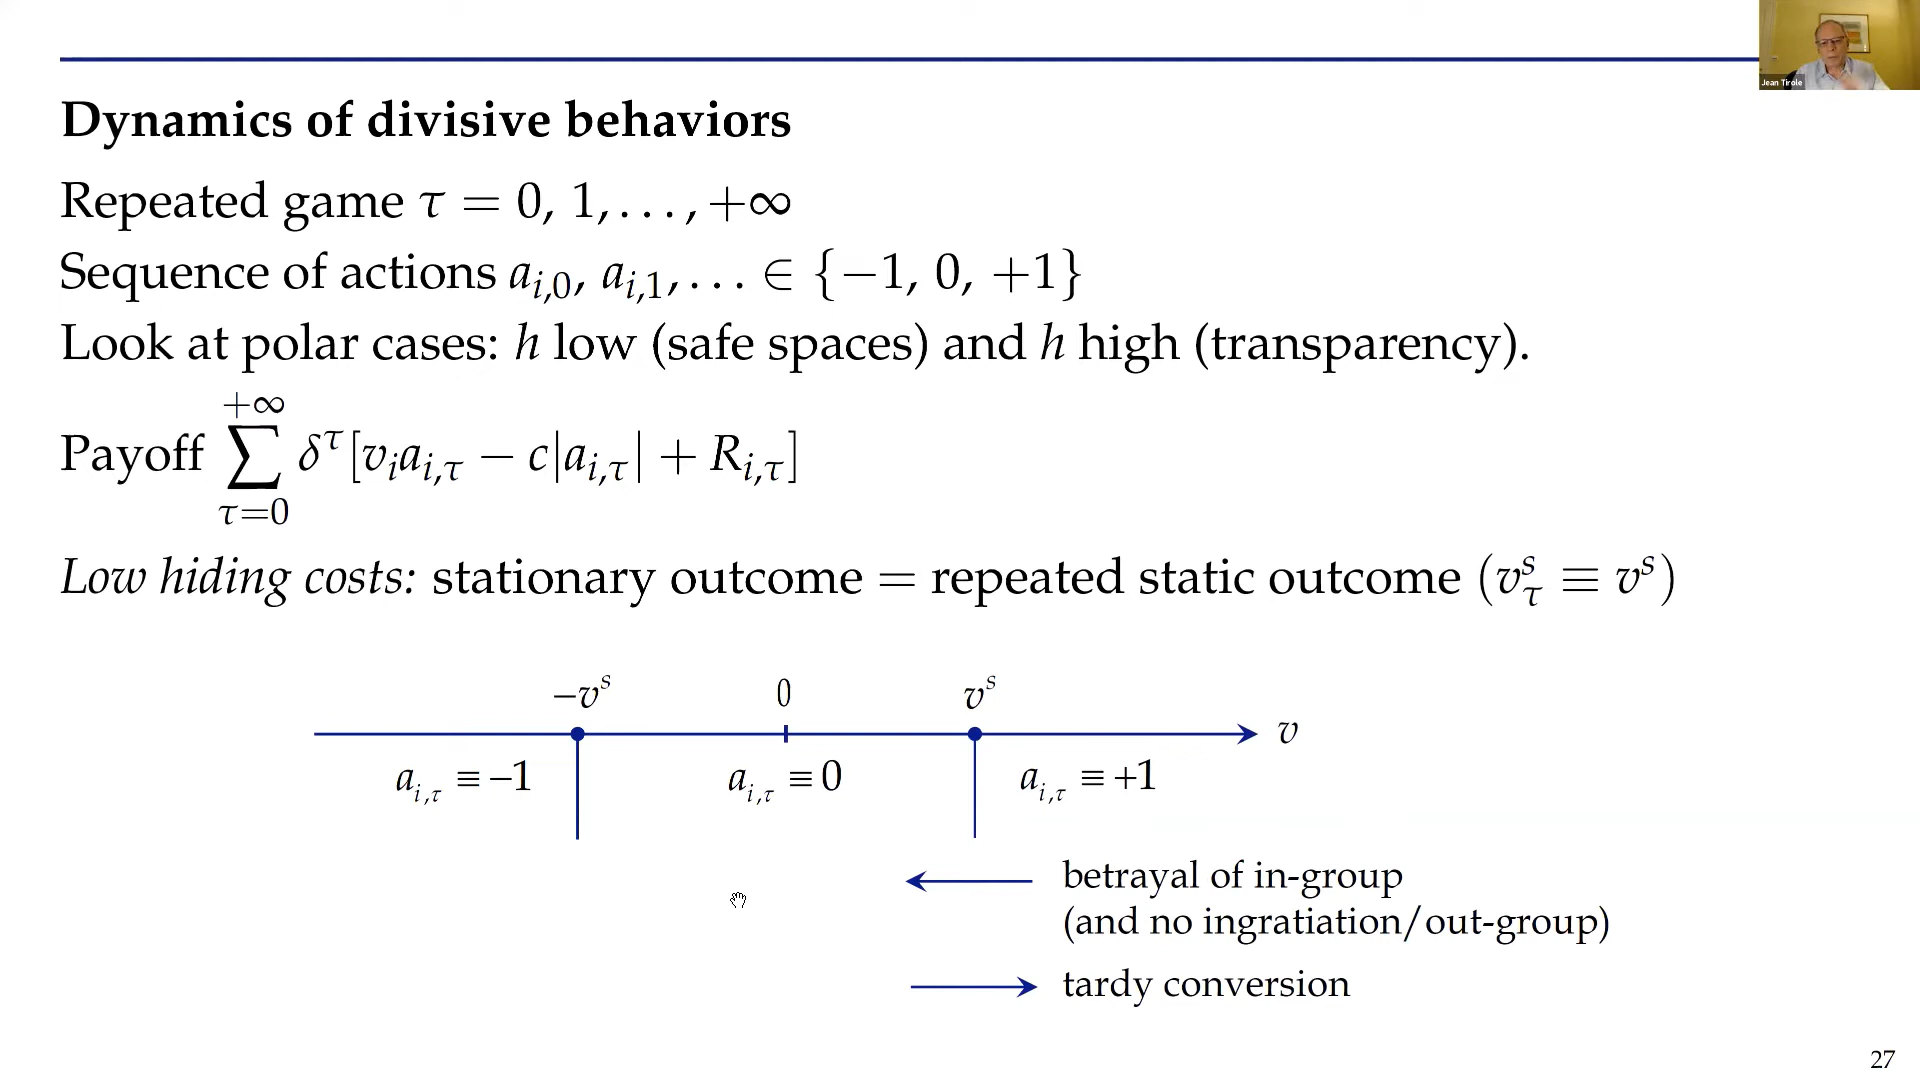 Jean Tirole
Dynamics of divisive behaviors
Repeated game τ = 0, 1, . . . , +∞
Sequence of actions a_{i,0}, a_{i,1}, . . . ∈ {−1, 0, +1}
Look at polar cases: h low (safe spaces) and h high (transparency).
Payoff \sum_{τ=0}^{+∞} δ^τ [v_i a_{i,τ} − c|a_{i,τ}| + R_{i,τ}]
Low hiding costs: stationary outcome = repeated static outcome (v^s_τ ≡ v^s)
−v^s 0 v^s
v
a_{i,τ} ≡ −1 a_{i,τ} ≡ 0 a_{i,τ} ≡ +1
betrayal of in-group
(and no ingratiation/out-group)
tardy conversion
27